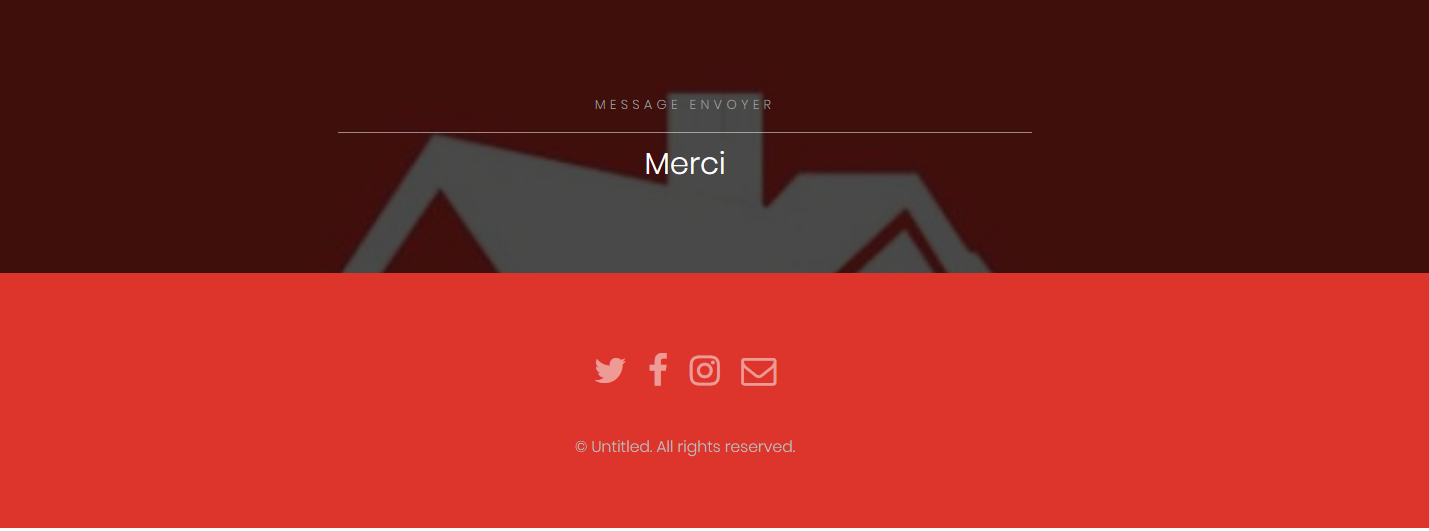 MESSAGE ENVOYER
Merci
© Untitled. All rights reserved.